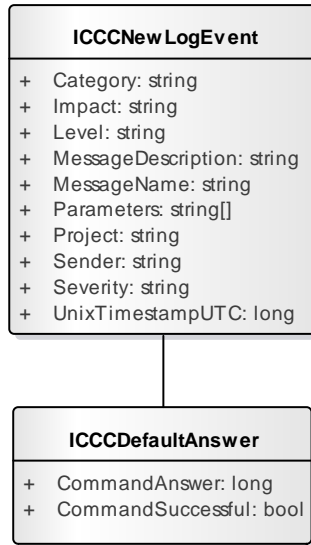 ICCCNewLogEvent
+ Category: string
+ Impact: string
+ Level: string
+ MessageDescription: string
+ MessageName: string
+ Parameters: string[]
+ Project: string
+ Sender: string
+ Severity: string
+ UnixTimestampUTC: long
ICCCDefaultAnswer
+ CommandAnswer: long
+ CommandSuccessful: bool